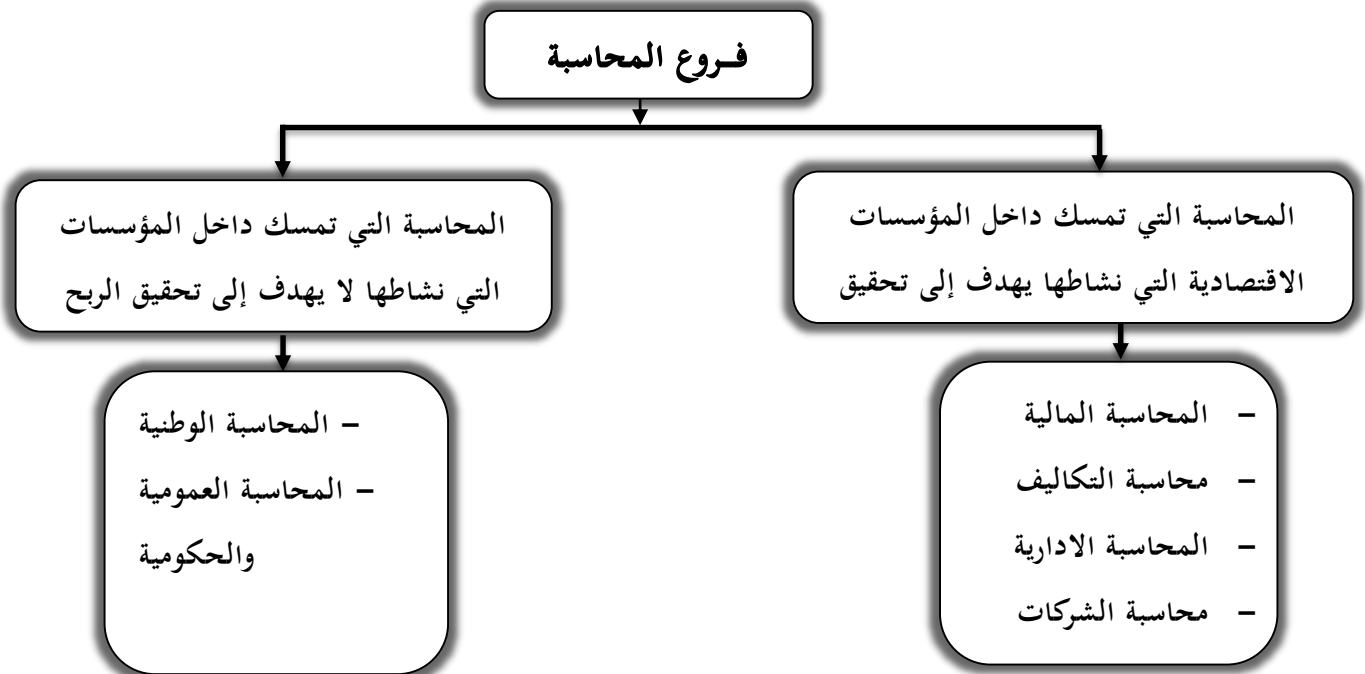 فـروع المحاسبة
المحاسبة التي تمسك داخل المؤسسات
الاقتصادية التي نشاطها يهدف إلى تحقيق
المحاسبة التي تمسك داخل المؤسسات
التي نشاطها لا يهدف إلى تحقيق الربح
– المحاسبة المالية
– محاسبة التكاليف
– المحاسبة الادارية
– محاسبة الشركات
– المحاسبة الوطنية
– المحاسبة العمومية
والحكومية